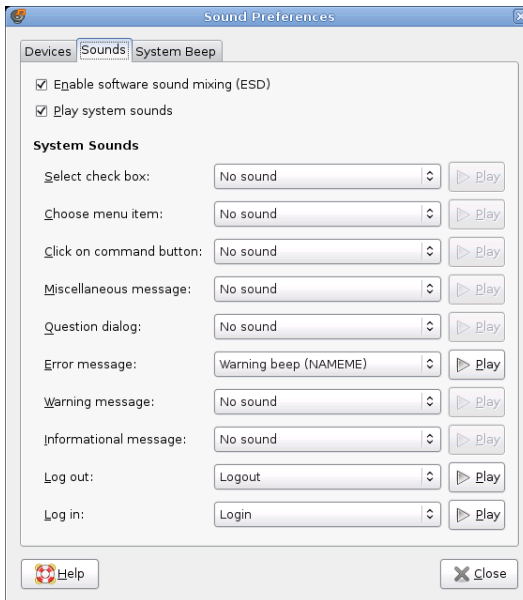 Sound Preferences
Devices Sounds System Beep
Enable software sound mixing (ESD)
Play system sounds
System Sounds
Select check box: No sound Play
Choose menu item: No sound Play
Click on command button: No sound Play
Miscellaneous message: No sound Play
Question dialog: No sound Play
Error message: Warning beep (NAMEME) Play
Warning message: No sound Play
Informational message: No sound Play
Log out: Logout Play
Log in: Login Play
Help Close